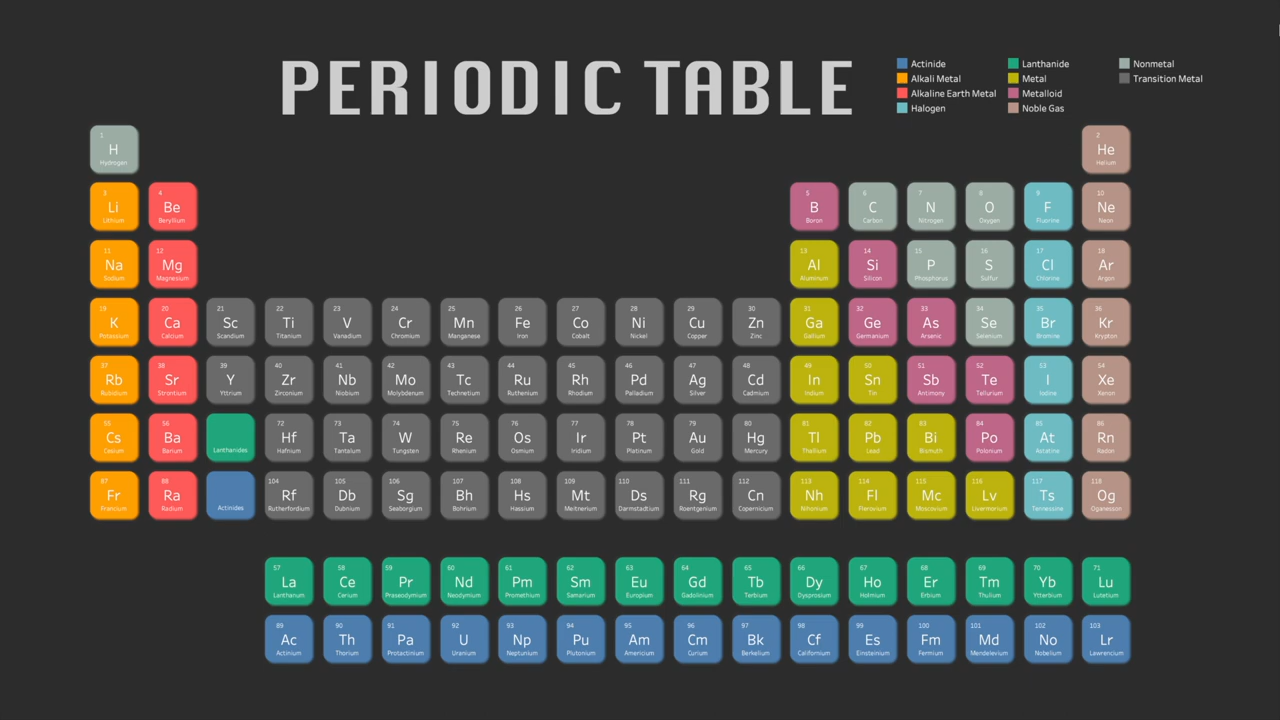 PERIODIC TABLE
Actinide
Lanthanide
Nonmetal
Alkali Metal
Metal
Transition Metal
Alkaline Earth Metal
Metalloid
Halogen
Noble Gas
1 H Hydrogen
2 He Helium
3 Li Lithium
4 Be Beryllium
5 B Boron
6 C Carbon
7 N Nitrogen
8 O Oxygen
9 F Fluorine
10 Ne Neon
11 Na Sodium
12 Mg Magnesium
13 Al Aluminum
14 Si Silicon
15 P Phosphorus
16 S Sulfur
17 Cl Chlorine
18 Ar Argon
19 K Potassium
20 Ca Calcium
21 Sc Scandium
22 Ti Titanium
23 V Vanadium
24 Cr Chromium
25 Mn Manganese
26 Fe Iron
27 Co Cobalt
28 Ni Nickel
29 Cu Copper
30 Zn Zinc
31 Ga Gallium
32 Ge Germanium
33 As Arsenic
34 Se Selenium
35 Br Bromine
36 Kr Krypton
37 Rb Rubidium
38 Sr Strontium
39 Y Yttrium
40 Zr Zirconium
41 Nb Niobium
42 Mo Molybdenum
43 Tc Technetium
44 Ru Ruthenium
45 Rh Rhodium
46 Pd Palladium
47 Ag Silver
48 Cd Cadmium
49 In Indium
50 Sn Tin
51 Sb Antimony
52 Te Tellurium
53 I Iodine
54 Xe Xenon
55 Cs Cesium
56 Ba Barium
Lanthanides
72 Hf Hafnium
73 Ta Tantalum
74 W Tungsten
75 Re Rhenium
76 Os Osmium
77 Ir Iridium
78 Pt Platinum
79 Au Gold
80 Hg Mercury
81 Tl Thallium
82 Pb Lead
83 Bi Bismuth
84 Po Polonium
85 At Astatine
86 Rn Radon
87 Fr Francium
88 Ra Radium
Actinides
104 Rf Rutherfordium
105 Db Dubnium
106 Sg Seaborgium
107 Bh Bohrium
108 Hs Hassium
109 Mt Meitnerium
110 Ds Darmstadtium
111 Rg Roentgenium
112 Cn Copernicium
113 Nh Nihonium
114 Fl Flerovium
115 Mc Moscovium
116 Lv Livermorium
117 Ts Tennessine
118 Og Oganesson
57 La Lanthanum
58 Ce Cerium
59 Pr Praseodymium
60 Nd Neodymium
61 Pm Promethium
62 Sm Samarium
63 Eu Europium
64 Gd Gadolinium
65 Tb Terbium
66 Dy Dysprosium
67 Ho Holmium
68 Er Erbium
69 Tm Thulium
70 Yb Ytterbium
71 Lu Lutetium
89 Ac Actinium
90 Th Thorium
91 Pa Protactinium
92 U Uranium
93 Np Neptunium
94 Pu Plutonium
95 Am Americium
96 Cm Curium
97 Bk Berkelium
98 Cf Californium
99 Es Einsteinium
100 Fm Fermium
101 Md Mendelevium
102 No Nobelium
103 Lr Lawrencium